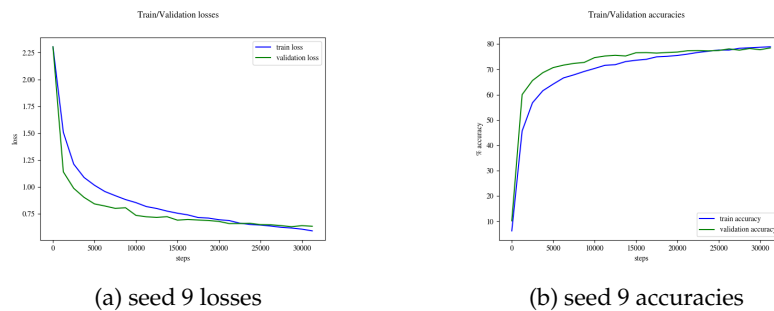 Train/Validation losses
train loss
validation loss
2.25
2.00
1.75
1.50
1.25
1.00
0.75
loss
0
5000
10000
15000
20000
25000
30000
steps
(a) seed 9 losses
Train/Validation accuracies
80
70
60
50
40
30
20
10
% accuracy
train accuracy
validation accuracy
0
5000
10000
15000
20000
25000
30000
steps
(b) seed 9 accuracies